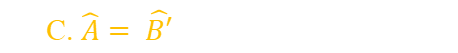 C. Â = B̂′